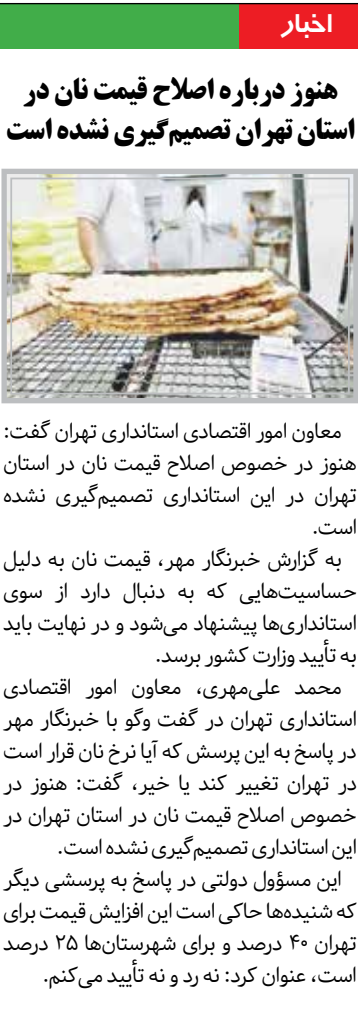 اخبار
هنوز درباره اصلاح قیمت نان در
استان تهران تصمیم‌گیری نشده است
معاون امور اقتصادی استانداری تهران گفت:
هنوز در خصوص اصلاح قیمت نان در استان
تهران در این استانداری تصمیم‌گیری نشده
است.
به گزارش خبرنگار مهر، قیمت نان به دلیل
حساسیت‌هایی که به دنبال دارد از سوی
استانداری‌ها پیشنهاد می‌شود و در نهایت باید
به تأیید وزارت کشور برسد.
محمد علی‌مهری، معاون امور اقتصادی
استانداری تهران در گفت وگو با خبرنگار مهر
در پاسخ به این پرسش که آیا نرخ نان قرار است
در تهران تغییر کند یا خیر، گفت: هنوز در
خصوص اصلاح قیمت نان در استان تهران در
این استانداری تصمیم‌گیری نشده است.
این مسؤول دولتی در پاسخ به پرسشی دیگر
که شنیده‌ها حاکی است این افزایش قیمت برای
تهران ۴۰ درصد و برای شهرستان‌ها ۲۵ درصد
است، عنوان کرد: نه رد و نه تأیید می‌کنم.